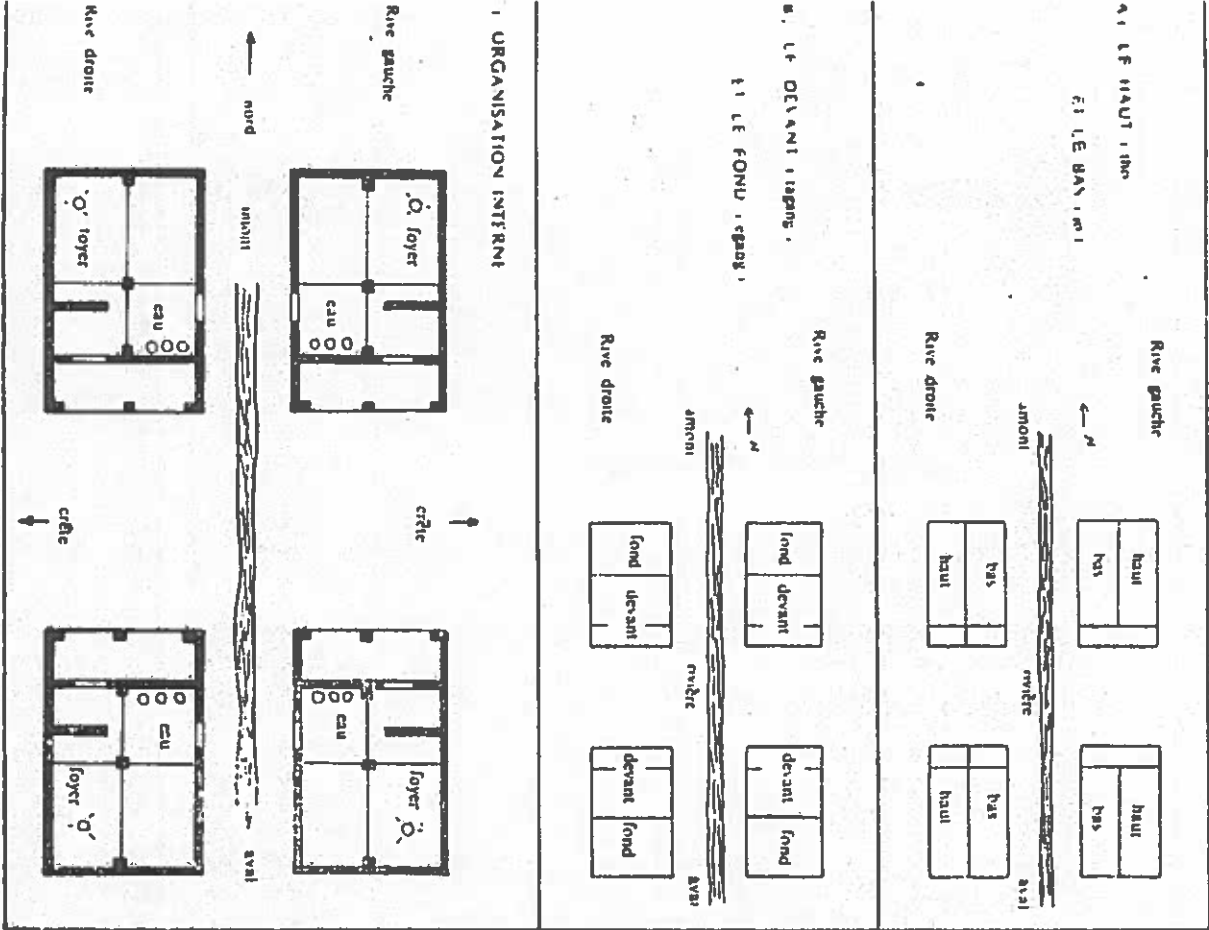 LE HAUT
ET LE BAS
Rive gauche
haut haut
N
bas bas
amont rivière aval
bas bas
haut haut
Rive droite
B. LE DEVANT
ET LE FOND
Rive gauche
fond devant devant fond
N
amont rivière aval
fond devant devant fond
Rive droite
ORGANISATION INTERNE
crête
foyer foyer
Rive gauche
eau eau
nord amont aval
eau eau
foyer foyer
Rive droite
crête